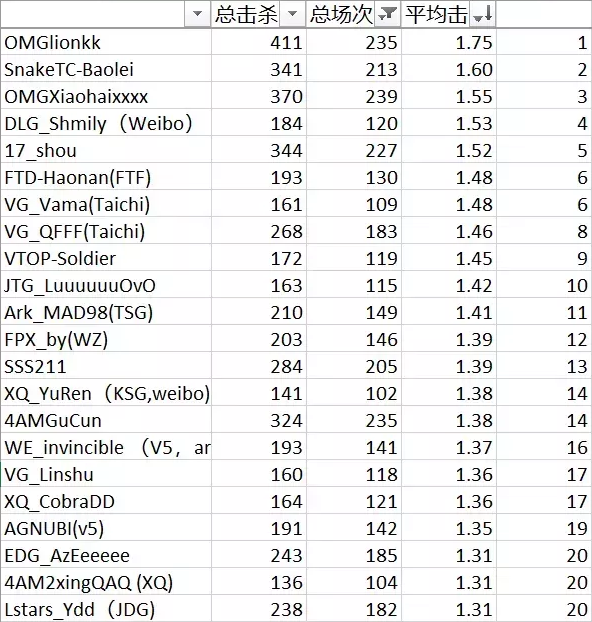 总击杀 总场次 平均击
OMGlionkk 411 235 1.75 1
SnakeTC-Baolei 341 213 1.60 2
OMGXiaohaixxxx 370 239 1.55 3
DLG_Shmily（Weibo） 184 120 1.53 4
17_shou 344 227 1.52 5
FTD-Haonan(FTF) 193 130 1.48 6
VG_Vama(Taichi) 161 109 1.48 6
VG_QFFF(Taichi) 268 183 1.46 8
VTOP-Soldier 172 119 1.45 9
JTG_LuuuuuuOvO 163 115 1.42 10
Ark_MAD98(TSG) 210 149 1.41 11
FPX_by(WZ) 203 146 1.39 12
SSS211 284 205 1.39 13
XQ_YuRen（KSG,weibo) 141 102 1.38 14
4AMGuCun 324 235 1.38 14
WE_invincible （V5，ar 193 141 1.37 16
VG_Linshu 160 118 1.36 17
XQ_CobraDD 164 121 1.36 17
AGNUBI(v5) 191 142 1.35 19
EDG_AzEeeeee 243 185 1.31 20
4AM2xingQAQ (XQ) 136 104 1.31 20
Lstars_Ydd（JDG) 238 182 1.31 20